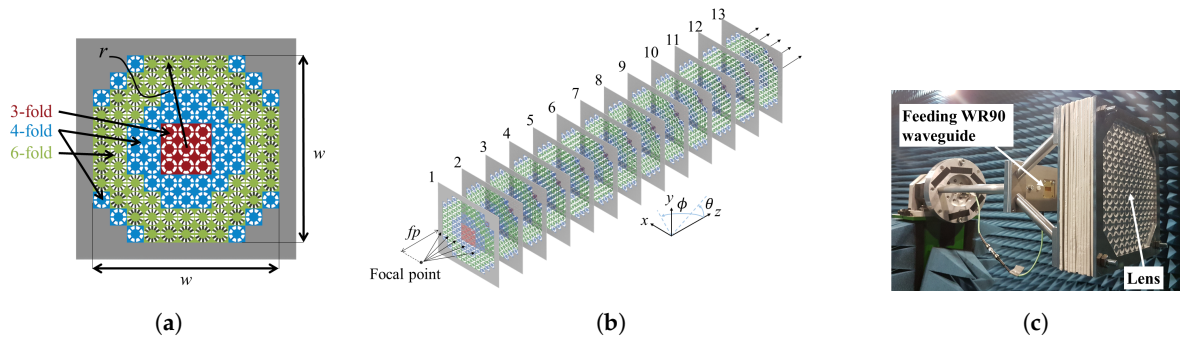 r
3-fold
4-fold
6-fold
w
w
(a)
1
2
3
4
5
6
7
8
9
10
11
12
13
fp
Focal point
x
y
z
ϕ
θ
(b)
Feeding WR90
waveguide
Lens
(c)